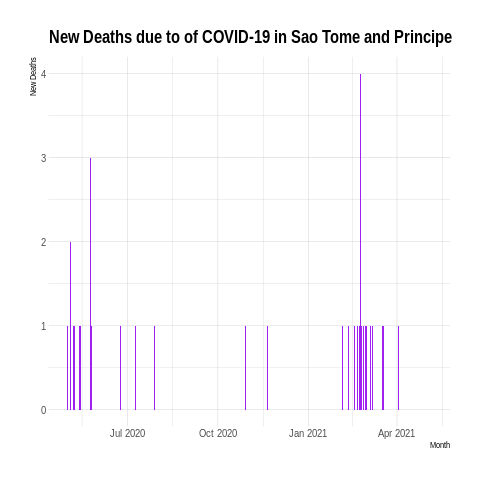 New Deaths due to of COVID-19 in Sao Tome and Principe
New Deaths
4
3
2
1
0
Jul 2020 Oct 2020 Jan 2021 Apr 2021
Month